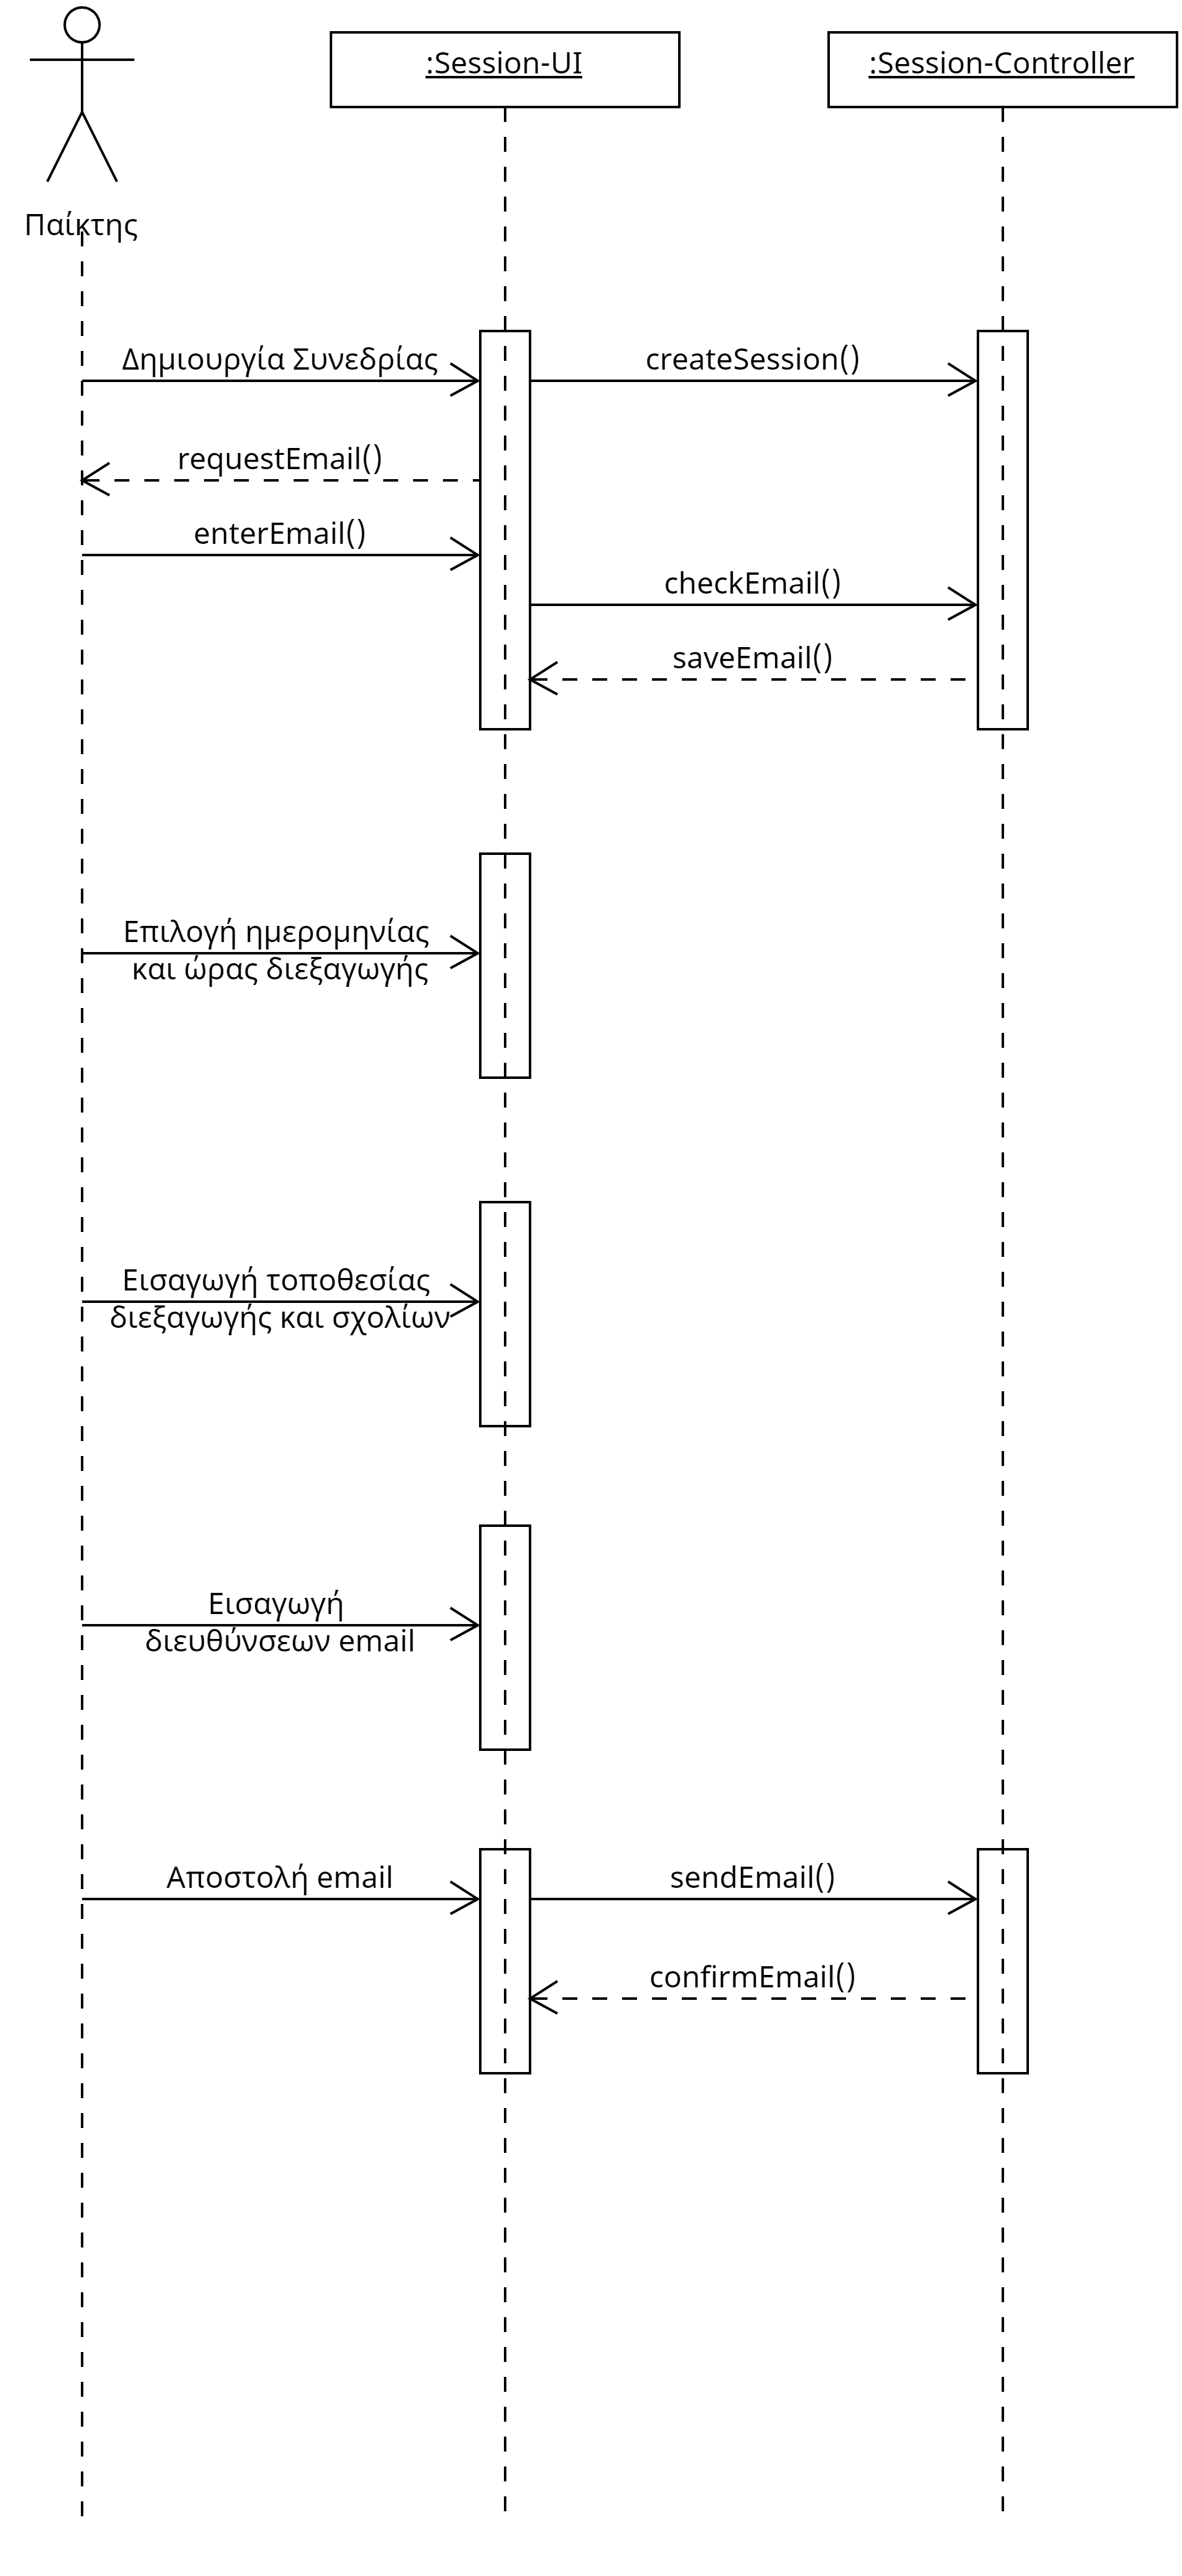 :Session-UI
:Session-Controller
Παίκτης
Δημιουργία Συνεδρίας
createSession()
requestEmail()
enterEmail()
checkEmail()
saveEmail()
Επιλογή ημερομηνίας
και ώρας διεξαγωγής
Εισαγωγή τοποθεσίας
διεξαγωγής και σχολίων
Εισαγωγή
διευθύνσεων email
Αποστολή email
sendEmail()
confirmEmail()